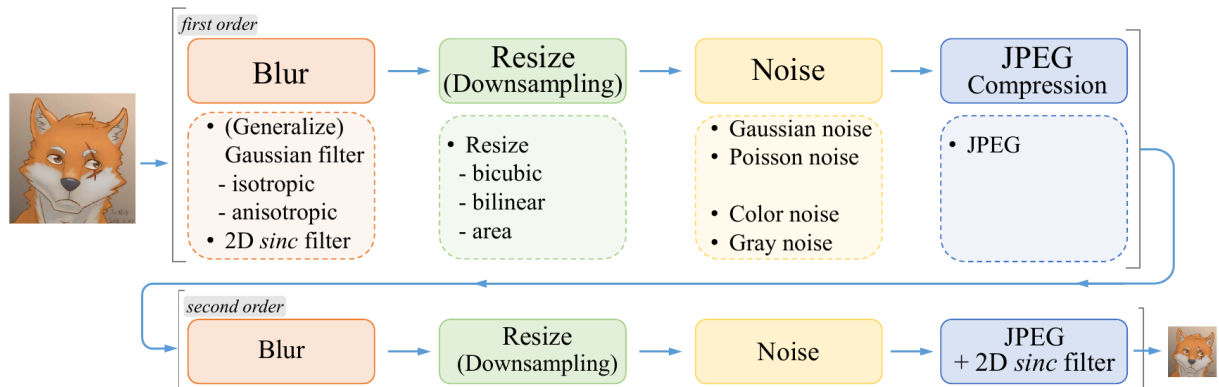 first order
Blur
Resize
(Downsampling)
Noise
JPEG
Compression
• (Generalize)
Gaussian filter
- isotropic
- anisotropic
• 2D sinc filter
• Resize
- bicubic
- bilinear
- area
• Gaussian noise
• Poisson noise
• Color noise
• Gray noise
• JPEG
second order
Blur
Resize
(Downsampling)
Noise
JPEG
+ 2D sinc filter